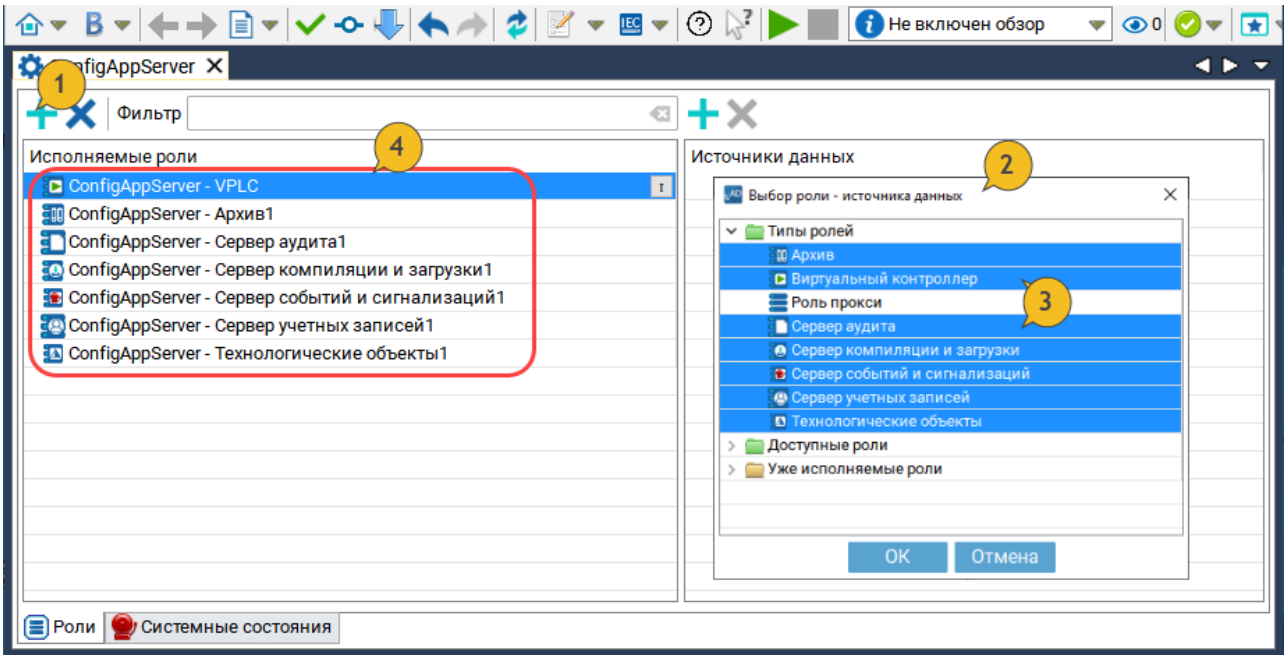 B
IEC
?
?
i Не включен обзор
0
ConfigAppServer
1
Фильтр
4
Исполняемые роли
ConfigAppServer - VPLC
I
ConfigAppServer - Архив1
ConfigAppServer - Сервер аудита1
ConfigAppServer - Сервер компиляции и загрузки1
ConfigAppServer - Сервер событий и сигнализаций1
ConfigAppServer - Сервер учетных записей1
ConfigAppServer - Технологические объекты1
Источники данных
2
AD Выбор роли - источника данных
Типы ролей
Архив
Виртуальный контроллер
3
Роль прокси
Сервер аудита
Сервер компиляции и загрузки
Сервер событий и сигнализаций
Сервер учетных записей
Технологические объекты
Доступные роли
Уже исполняемые роли
ОК Отмена
Роли Системные состояния